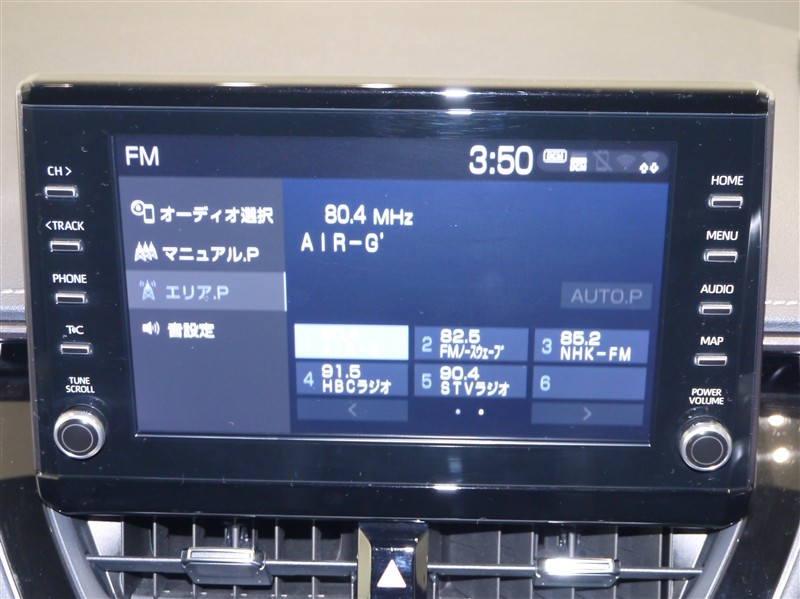 FM
3:50
DCM
オーディオ選択
マニュアル.P
エリア.P
音設定
80.4 MHz
AIR-G'
AUTO.P
1
2 82.5
FMノースウェーブ
3 85.2
NHK-FM
4 91.5
HBCラジオ
5 90.4
STVラジオ
6
<
>
CH >
<TRACK
PHONE
T&C
TUNE
SCROLL
HOME
MENU
AUDIO
MAP
POWER
VOLUME